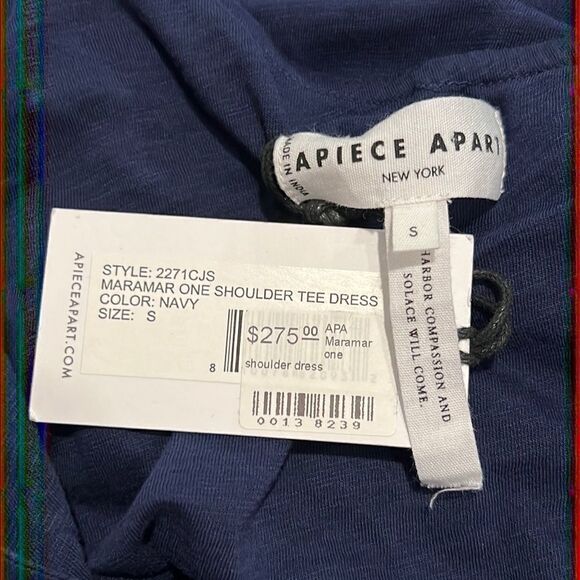 MADE IN INDIA
APIECE APART
NEW YORK
S
HARBOR COMPASSION AND
SOLACE WILL COME.
APIECEAPART.COM
STYLE: 2271CJS
MARAMAR ONE SHOULDER TEE DRESS
COLOR: NAVY
SIZE: S
8
$275.00 APA
Maramar
one
shoulder dress
0013 8239